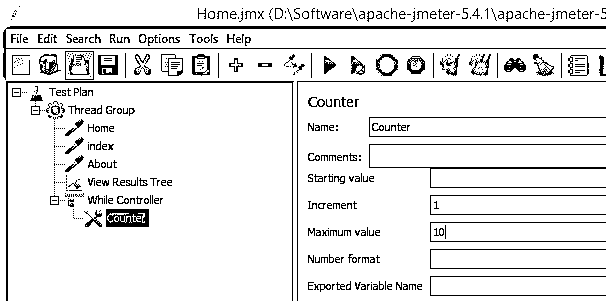 Home.jmx (D:\Software\apache-jmeter-5.4.1\apache-jmeter-5
File Edit Search Run Options Tools Help
Test Plan
Thread Group
Home
index
About
View Results Tree
While Controller
Counter
Counter
Name: Counter
Comments:
Starting value
Increment 1
Maximum value 10
Number format
Exported Variable Name